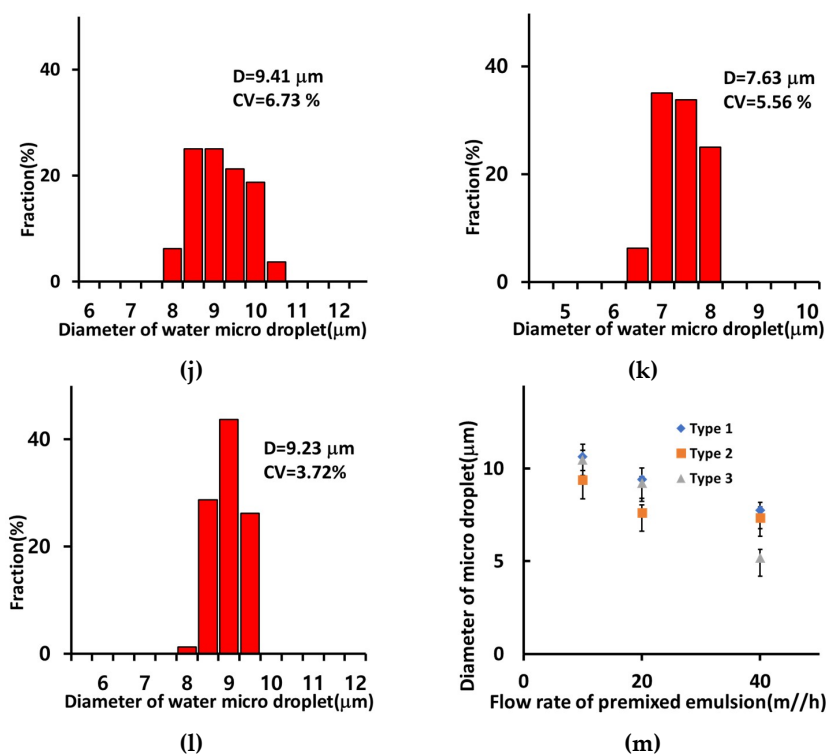 40
20
0
Fraction(%)
D=9.41 μm
CV=6.73 %
6 7 8 9 10 11 12
Diameter of water micro droplet(μm)
(j)
40
20
0
Fraction(%)
D=7.63 μm
CV=5.56 %
5 6 7 8 9 10
Diameter of water micro droplet(μm)
(k)
40
20
0
Fraction(%)
D=9.23 μm
CV=3.72%
6 7 8 9 10 11 12
Diameter of water micro droplet(μm)
(l)
10
5
0
Diameter of micro droplet(μm)
Type 1
Type 2
Type 3
0 20 40
Flow rate of premixed emulsion(m//h)
(m)